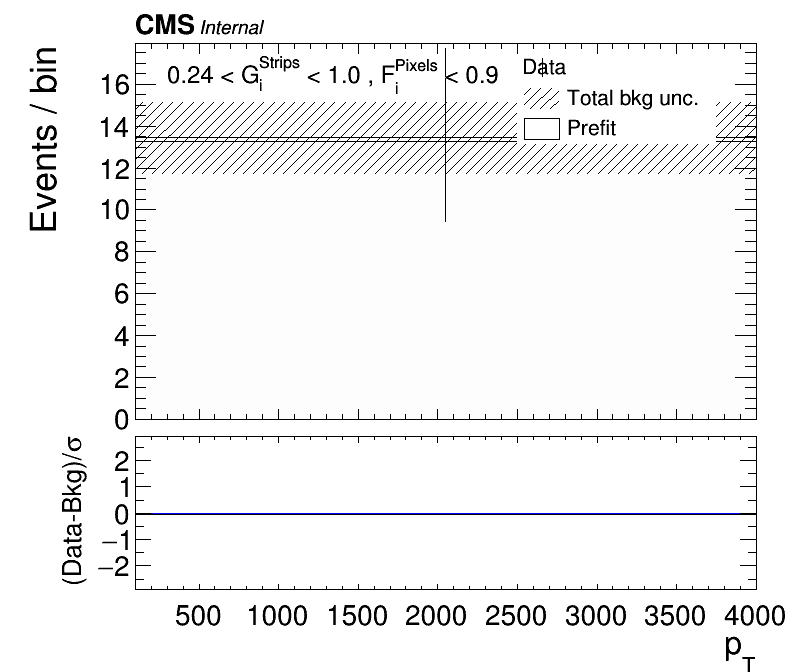 CMS Internal
Events / bin
0.24 < G_i^Strips < 1.0 , F_i^Pixels < 0.9
Data
Total bkg unc.
Prefit
16
14
12
10
8
6
4
2
0
(Data-Bkg)/σ
2
1
0
−1
−2
500 1000 1500 2000 2500 3000 3500 4000
p_T